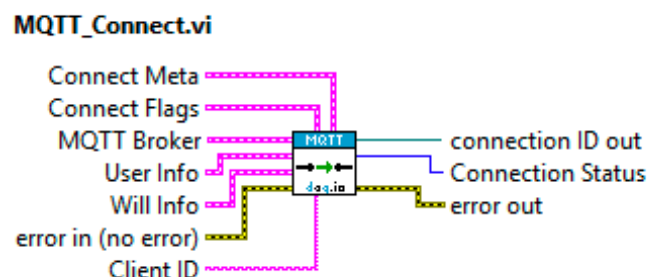 MQTT_Connect.vi
Connect Meta
Connect Flags
MQTT Broker
User Info
Will Info
error in (no error)
Client ID
MQTT
daq.io
connection ID out
Connection Status
error out